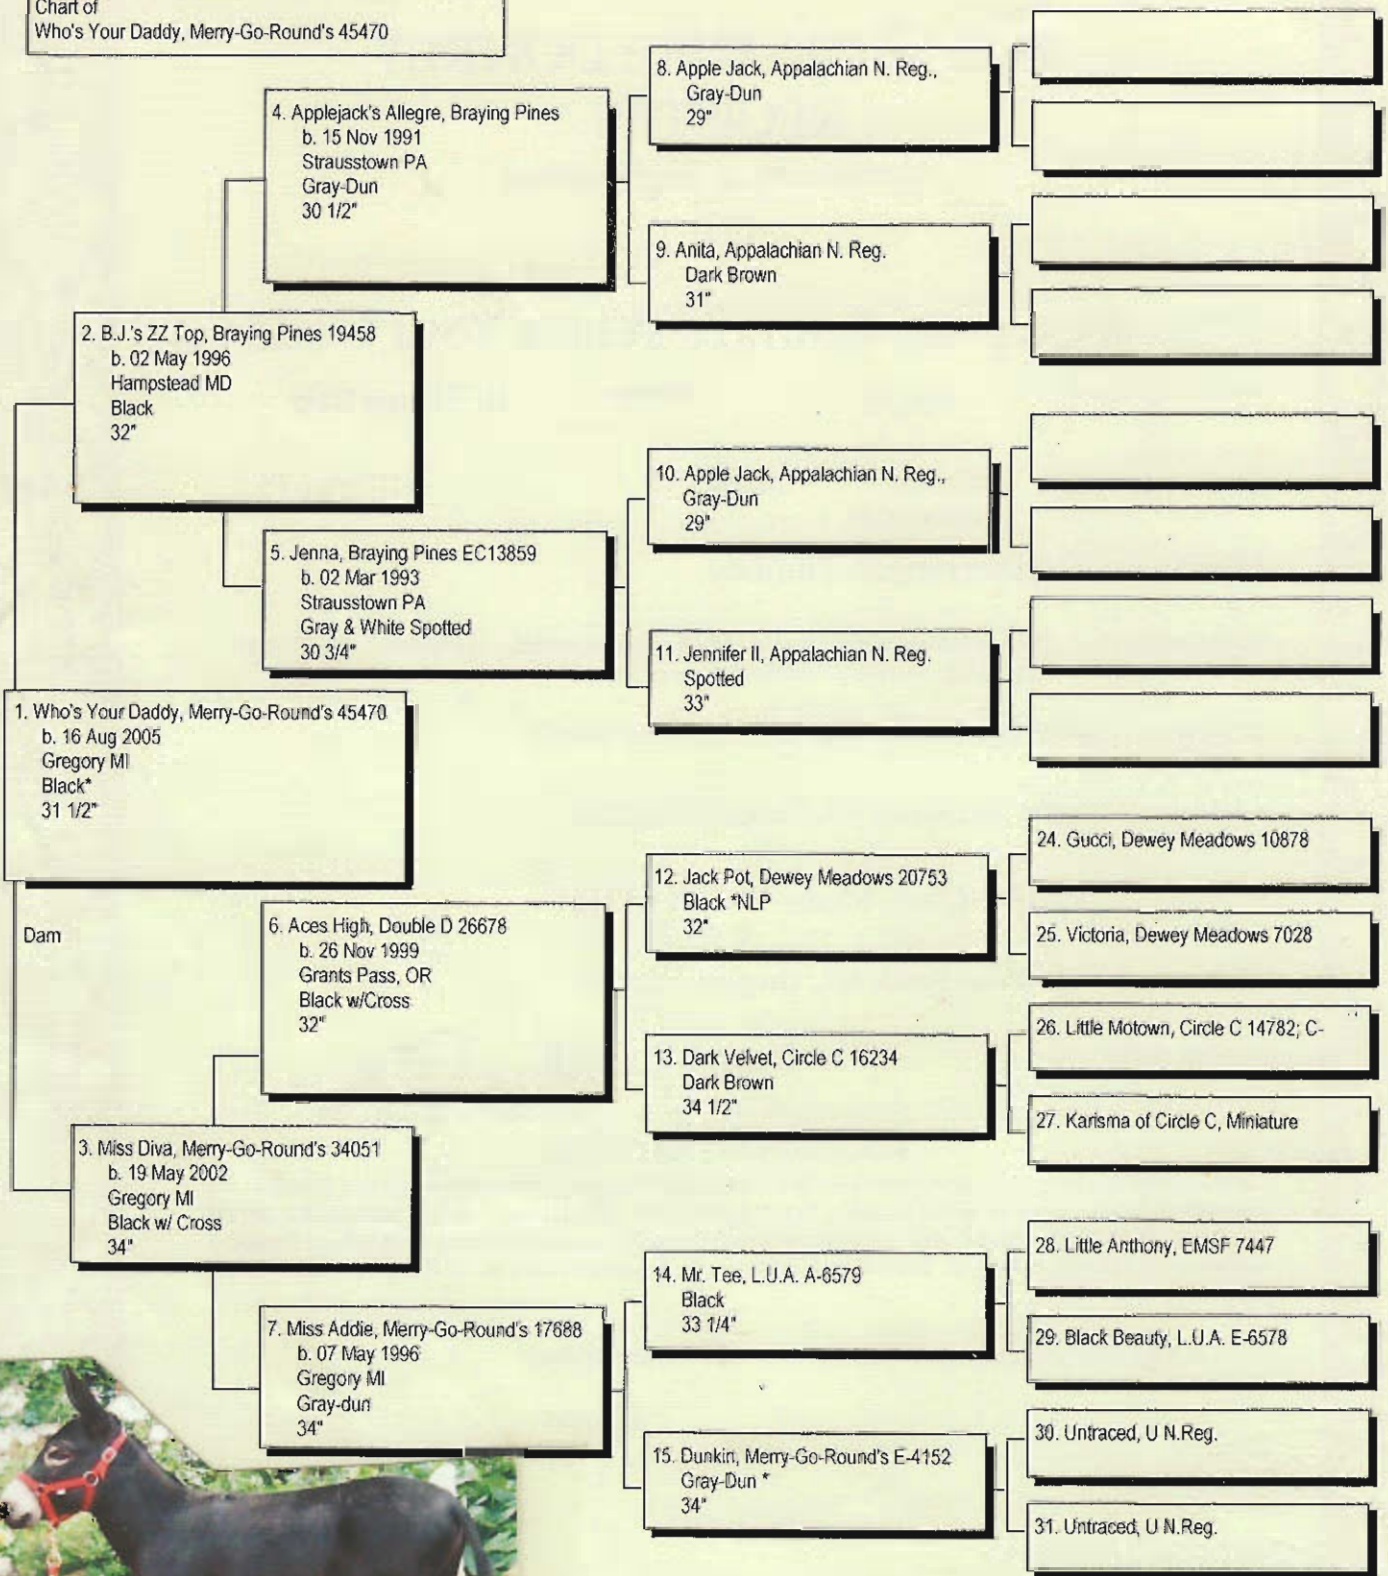 Chart of
Who's Your Daddy, Merry-Go-Round's 45470
8. Apple Jack, Appalachian N. Reg.,
Gray-Dun
29"
4. Applejack's Allegre, Braying Pines
b. 15 Nov 1991
Strausstown PA
Gray-Dun
30 1/2"
9. Anita, Appalachian N. Reg.
Dark Brown
31"
2. B.J.'s ZZ Top, Braying Pines 19458
b. 02 May 1996
Hampstead MD
Black
32"
10. Apple Jack, Appalachian N. Reg.,
Gray-Dun
29"
5. Jenna, Braying Pines EC13859
b. 02 Mar 1993
Strausstown PA
Gray & White Spotted
30 3/4"
11. Jennifer II, Appalachian N. Reg.
Spotted
33"
1. Who's Your Daddy, Merry-Go-Round's 45470
b. 16 Aug 2005
Gregory MI
Black*
31 1/2"
24. Gucci, Dewey Meadows 10878
12. Jack Pot, Dewey Meadows 20753
Black *NLP
32"
25. Victoria, Dewey Meadows 7028
Dam
6. Aces High, Double D 26678
b. 26 Nov 1999
Grants Pass, OR
Black w/Cross
32"
26. Little Motown, Circle C 14782; C-
13. Dark Velvet, Circle C 16234
Dark Brown
34 1/2"
27. Karisma of Circle C, Miniature
3. Miss Diva, Merry-Go-Round's 34051
b. 19 May 2002
Gregory MI
Black w/ Cross
34"
28. Little Anthony, EMSF 7447
14. Mr. Tee, L.U.A. A-6579
Black
33 1/4"
29. Black Beauty, L.U.A. E-6578
7. Miss Addie, Merry-Go-Round's 17688
b. 07 May 1996
Gregory MI
Gray-dun
34"
30. Untraced, U N.Reg.
15. Dunkin, Merry-Go-Round's E-4152
Gray-Dun *
34"
31. Untraced, U N.Reg.